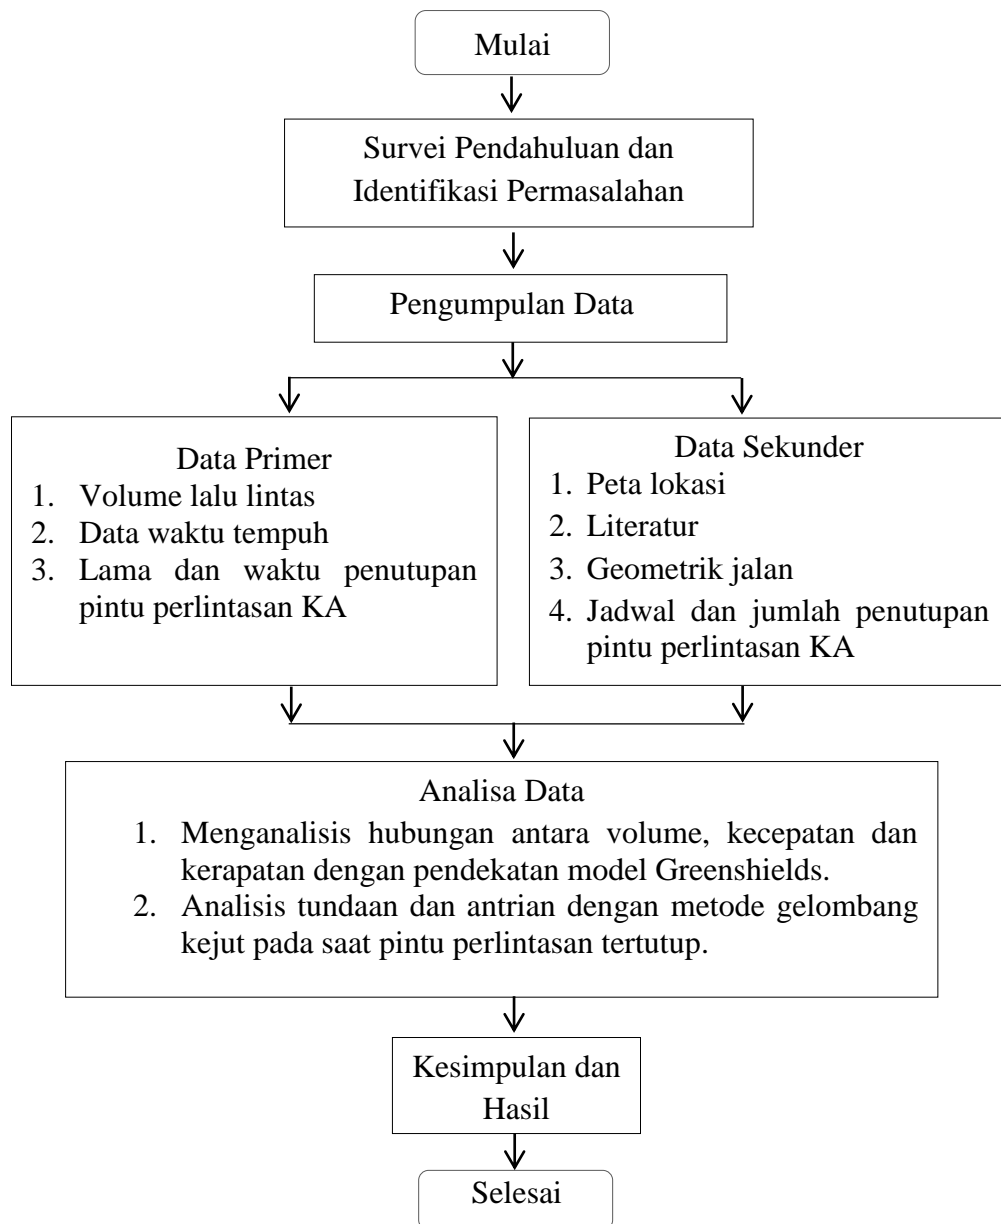 Mulai
Survei Pendahuluan dan
Identifikasi Permasalahan
Pengumpulan Data
Data Primer
1. Volume lalu lintas
2. Data waktu tempuh
3. Lama dan waktu penutupan
pintu perlintasan KA
Data Sekunder
1. Peta lokasi
2. Literatur
3. Geometrik jalan
4. Jadwal dan jumlah penutupan
pintu perlintasan KA
Analisa Data
1. Menganalisis hubungan antara volume, kecepatan dan
kerapatan dengan pendekatan model Greenshields.
2. Analisis tundaan dan antrian dengan metode gelombang
kejut pada saat pintu perlintasan tertutup.
Kesimpulan dan
Hasil
Selesai